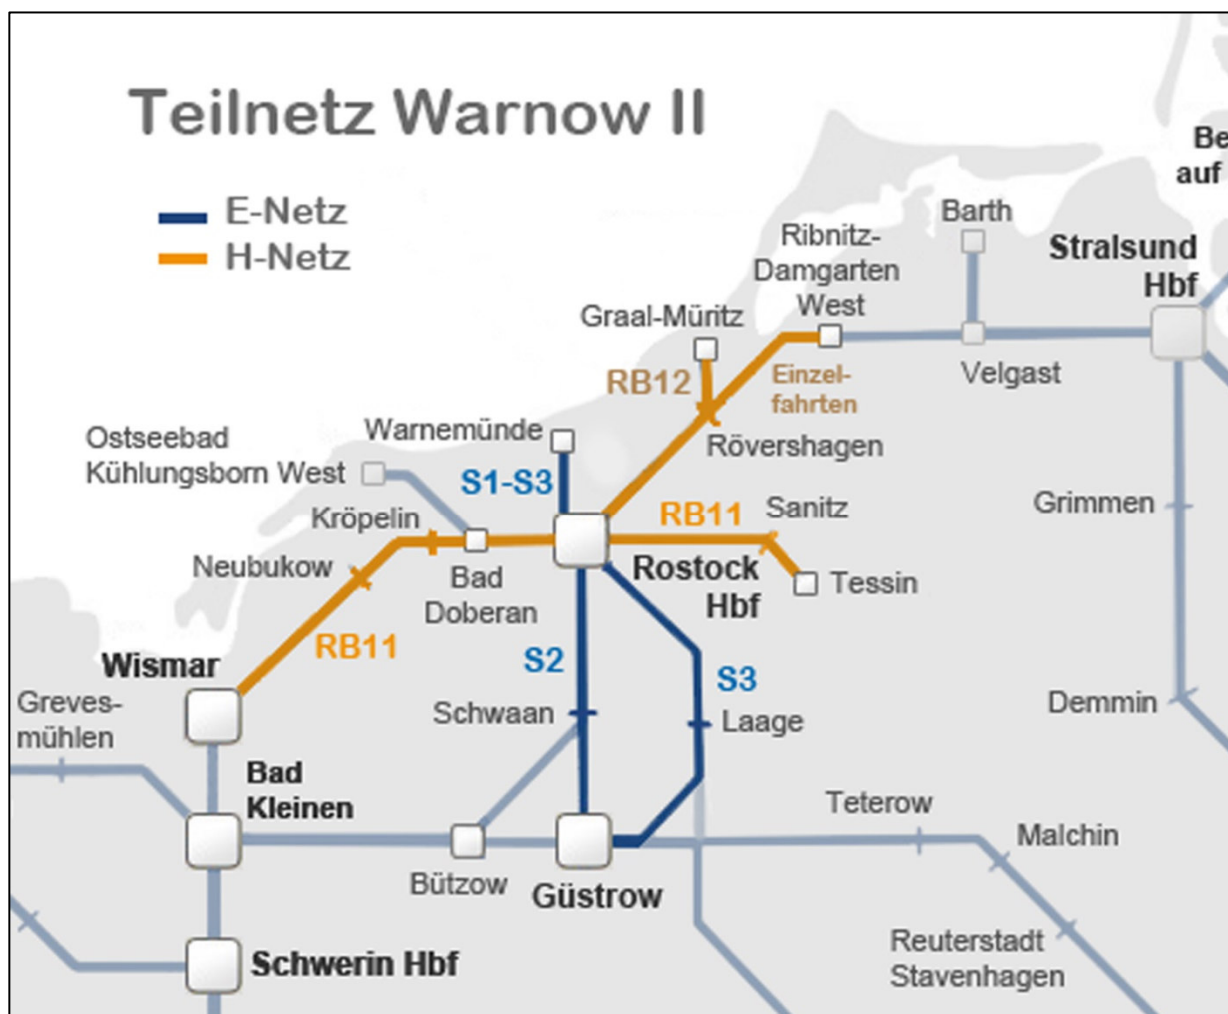 Teilnetz Warnow II
E-Netz
H-Netz
Be
auf
Barth
Ribnitz-
Damgarten
West
Stralsund
Hbf
Graal-Müritz
RB12
Einzel-
fahrten
Velgast
Warnemünde
Rövershagen
Ostseebad
Kühlungsborn West
S1-S3
Kröpelin
RB11
Sanitz
Grimmen
Neubukow
Bad
Doberan
Rostock
Hbf
Tessin
RB11
Wismar
S2
S3
Greves-
mühlen
Schwaan
Laage
Demmin
Bad
Kleinen
Teterow
Malchin
Bützow
Güstrow
Reuterstadt
Stavenhagen
Schwerin Hbf